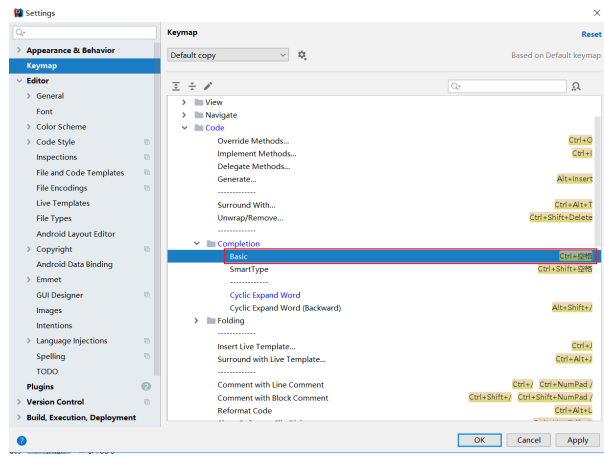 Settings
Keymap
Reset
Default copy
Based on Default keymap
Appearance & Behavior
Keymap
Editor
General
Font
Color Scheme
Code Style
Inspections
File and Code Templates
File Encodings
Live Templates
File Types
Android Layout Editor
Copyright
Android Data Binding
Emmet
GUI Designer
Images
Intentions
Language Injections
Spelling
TODO
Plugins 2
Version Control
Build, Execution, Deployment
View
Navigate
Code
Override Methods... Ctrl+O
Implement Methods... Ctrl+I
Delegate Methods...
Generate... Alt+Insert
-------------
Surround With... Ctrl+Alt+T
Unwrap/Remove... Ctrl+Shift+Delete
-------------
Completion
Basic Ctrl+空格
SmartType Ctrl+Shift+空格
-------------
Cyclic Expand Word
Cyclic Expand Word (Backward) Alt+Shift+/
Folding
-------------
Insert Live Template... Ctrl+J
Surround with Live Template... Ctrl+Alt+J
-------------
Comment with Line Comment Ctrl+/ Ctrl+NumPad /
Comment with Block Comment Ctrl+Shift+/ Ctrl+Shift+NumPad /
Reformat Code Ctrl+Alt+L
? OK Cancel Apply